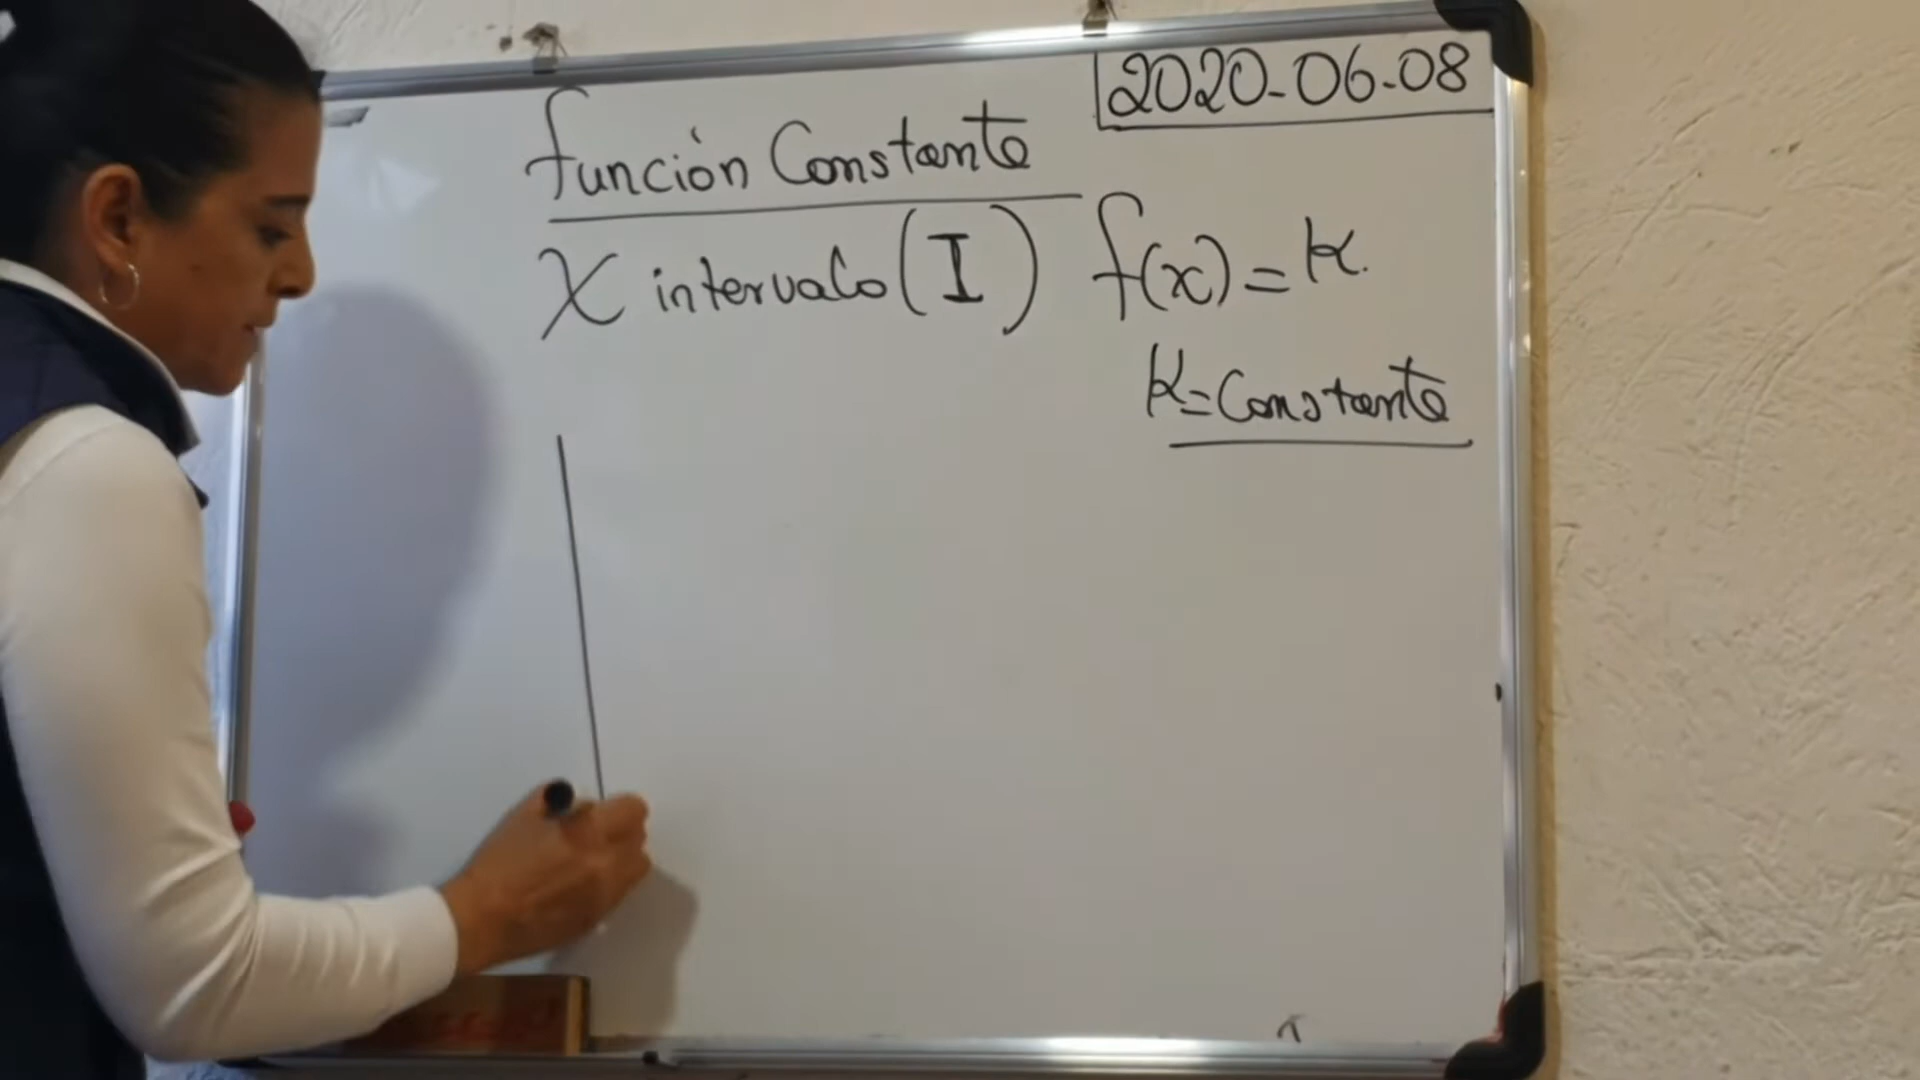 2020-06-08
función Constante
X intervalo (I) f(x) = K.
K = Constante